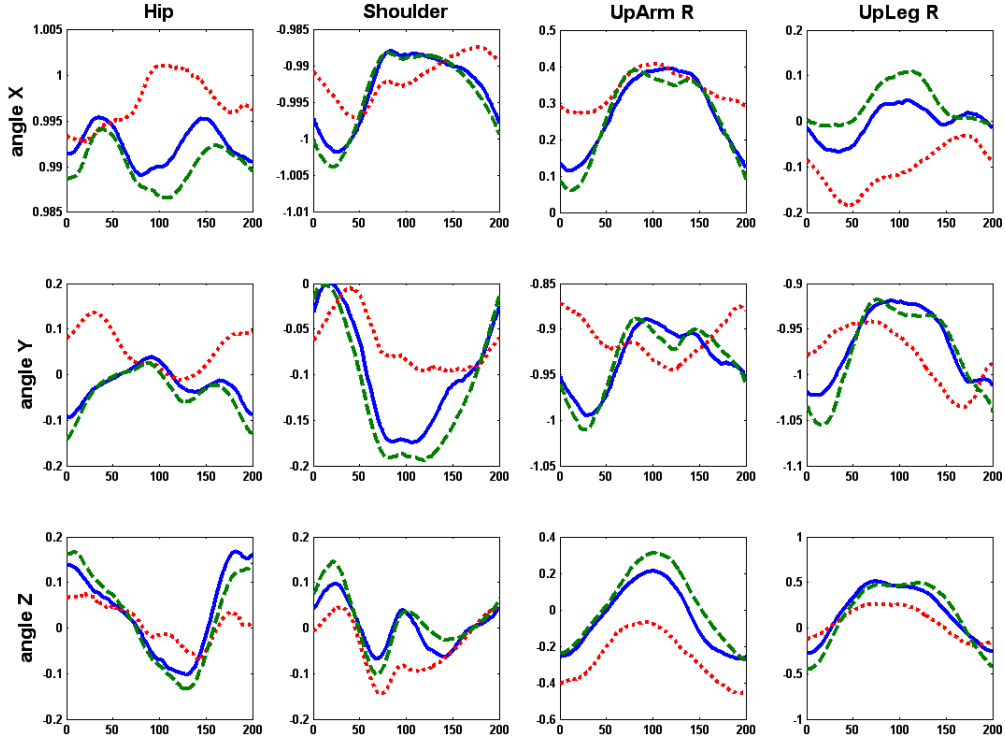 Hip Shoulder UpArm R UpLeg R
angle X
1.005 1 0.995 0.99 0.985
0 50 100 150 200
-0.985 -0.99 -0.995 -1 -1.005 -1.01
0 50 100 150 200
0.5 0.4 0.3 0.2 0.1 0
0 50 100 150 200
0.2 0.1 0 -0.1 -0.2
0 50 100 150 200
angle Y
0.2 0.1 0 -0.1 -0.2
0 50 100 150 200
0 -0.05 -0.1 -0.15 -0.2
0 50 100 150 200
-0.85 -0.9 -0.95 -1 -1.05
0 50 100 150 200
-0.9 -0.95 -1 -1.05 -1.1
0 50 100 150 200
angle Z
0.2 0.1 0 -0.1 -0.2
0 50 100 150 200
0.2 0.1 0 -0.1 -0.2
0 50 100 150 200
0.4 0.2 0 -0.2 -0.4 -0.6
0 50 100 150 200
1 0.5 0 -0.5 -1
0 50 100 150 200